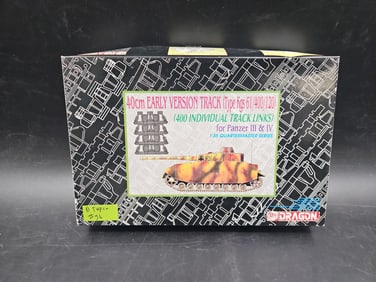 40cm EARLY VERSION TRACK (Type Kgs 61/400/120)
(400 INDIVIDUAL TRACK LINKS)
for Panzer III & IV
1:35 QUARTERMASTER SERIES
DRAGON